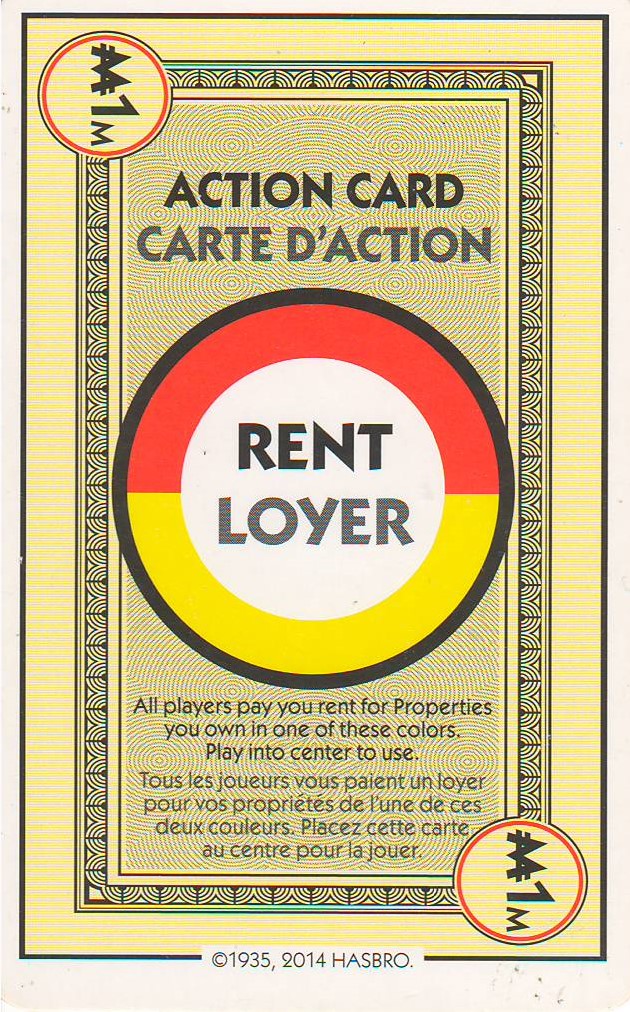 ₩1M
ACTION CARD
CARTE D'ACTION
RENT
LOYER
All players pay you rent for Properties
you own in one of these colors.
Play into center to use.
Tous les joueurs vous paient un loyer
pour vos propriétés de l'une de ces
deux couleurs. Placez cette carte
au centre pour la jouer.
₩1M
©1935, 2014 HASBRO.